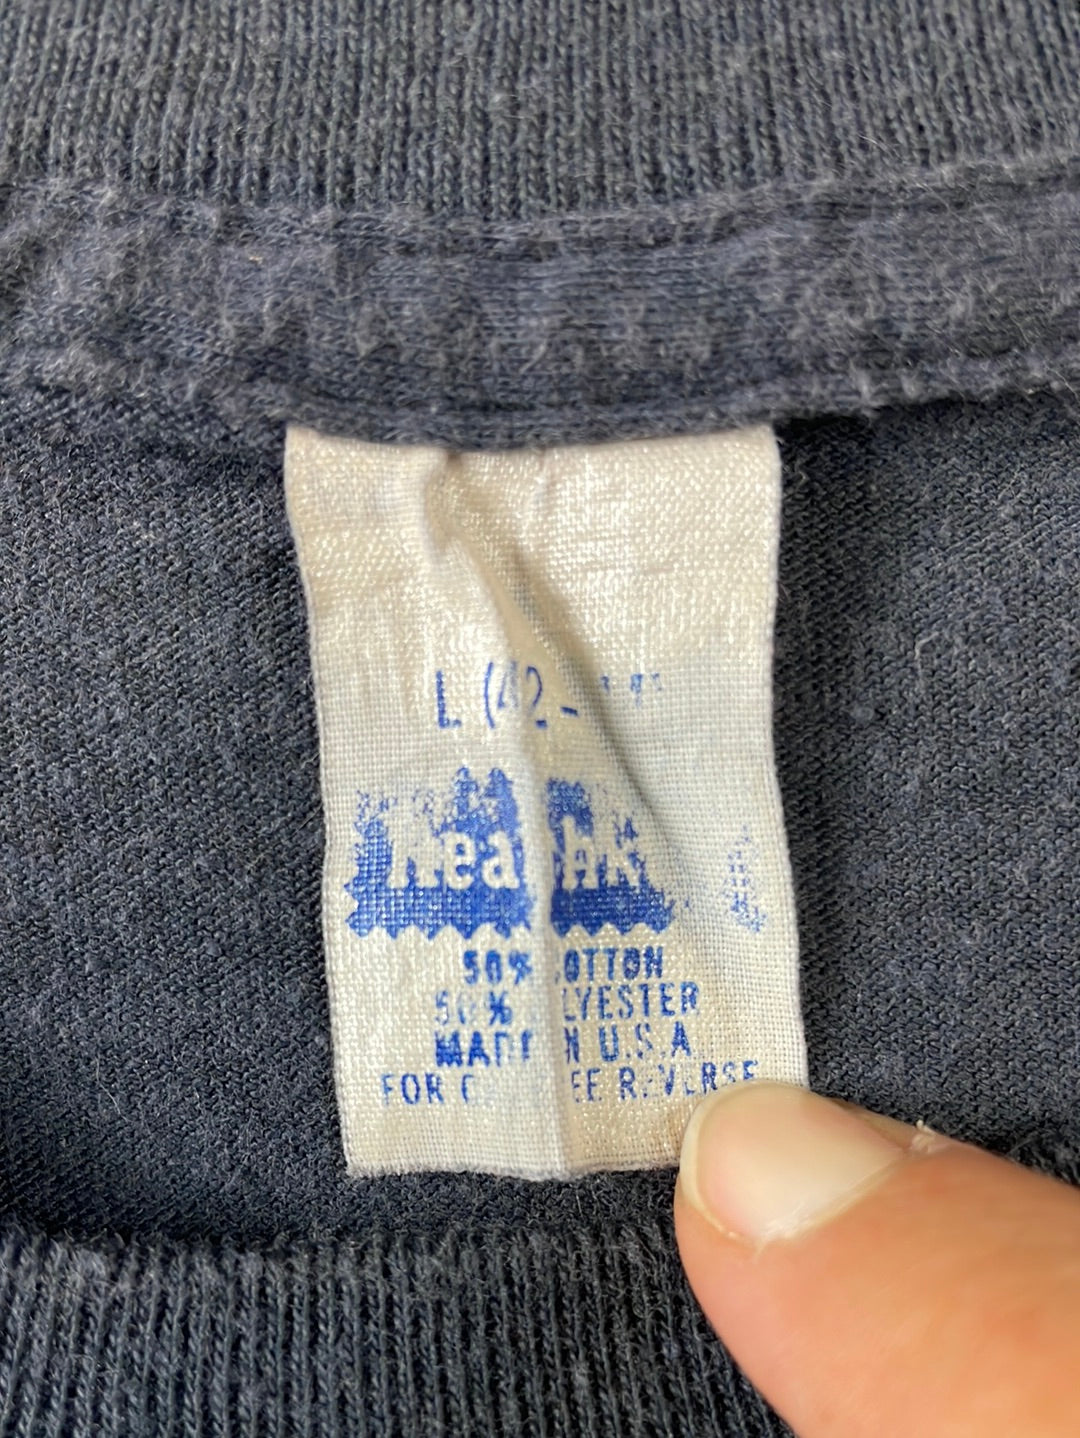 L (42-
50% COTTON
50% POLYESTER
MADE IN U.S.A.
FOR CARE SEE REVERSE